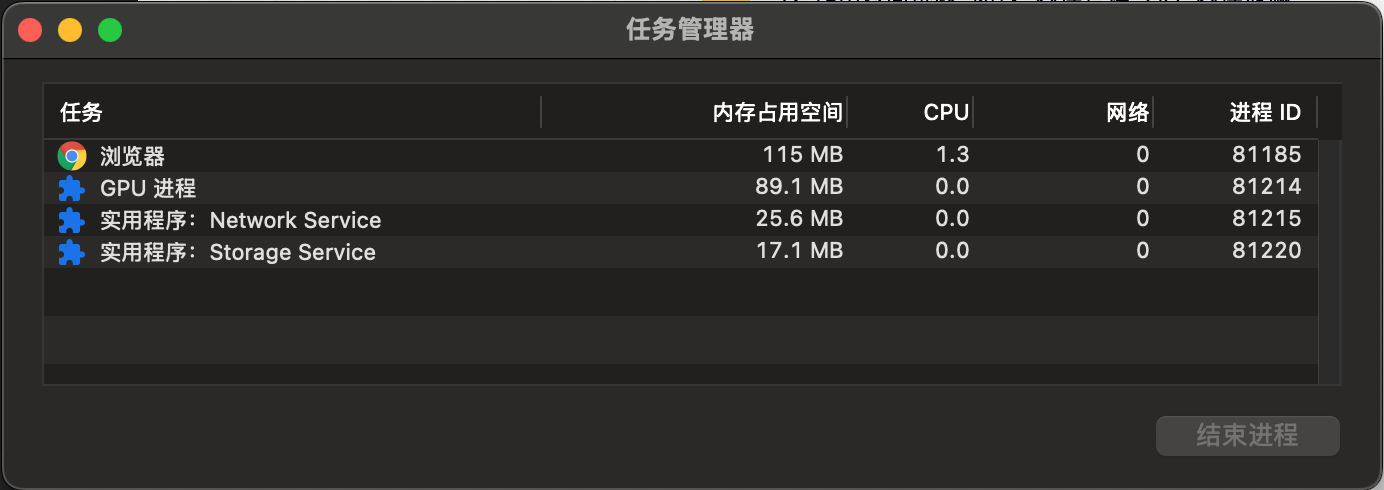 任务管理器
任务 内存占用空间 CPU 网络 进程 ID
浏览器 115 MB 1.3 0 81185
GPU 进程 89.1 MB 0.0 0 81214
实用程序：Network Service 25.6 MB 0.0 0 81215
实用程序：Storage Service 17.1 MB 0.0 0 81220
结束进程